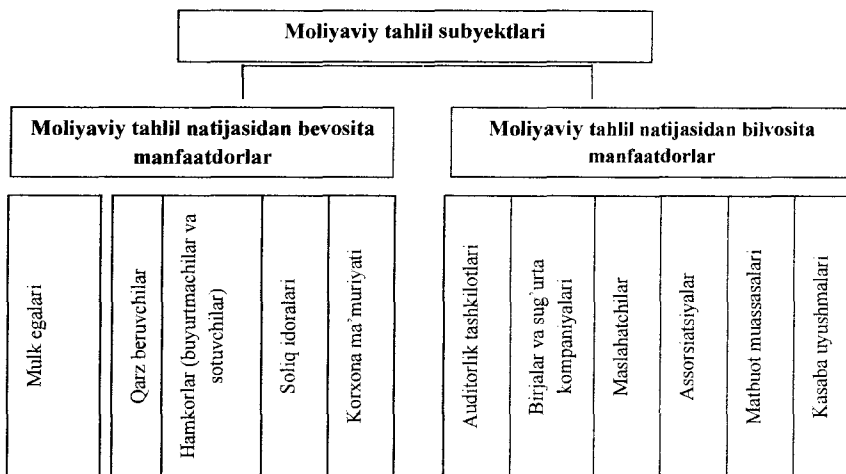 Moliyaviy tahlil subyektlari
Moliyaviy tahlil natijasidan bevosita
manfaatdorlar
Moliyaviy tahlil natijasidan bilvosita
manfaatdorlar
Mulk egalari
Qarz beruvchilar
Hamkorlar (buyurtmachilar va
sotuvchilar)
Soliq idoralari
Korxona ma`muriyati
Auditorlik tashkilotlari
Birjalar va sug`urta
kompaniyalari
Maslahatchilar
Assorsiatsiyalar
Matbuot muassasalari
Kasaba uyushmalari